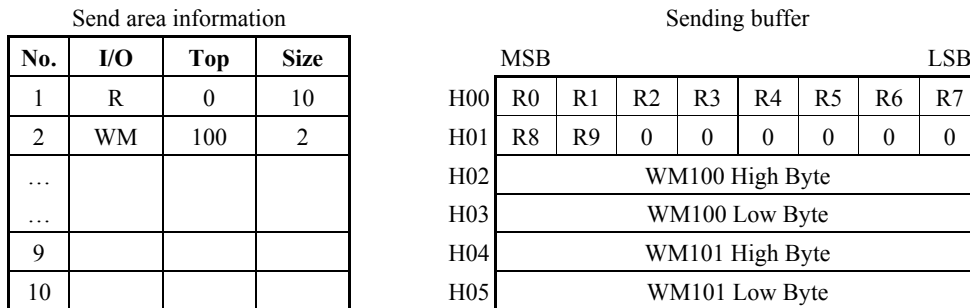 Send area information
Sending buffer
No. I/O Top Size
1 R 0 10
2 WM 100 2
…
…
9
10
MSB LSB
H00 R0 R1 R2 R3 R4 R5 R6 R7
H01 R8 R9 0 0 0 0 0 0
H02 WM100 High Byte
H03 WM100 Low Byte
H04 WM101 High Byte
H05 WM101 Low Byte